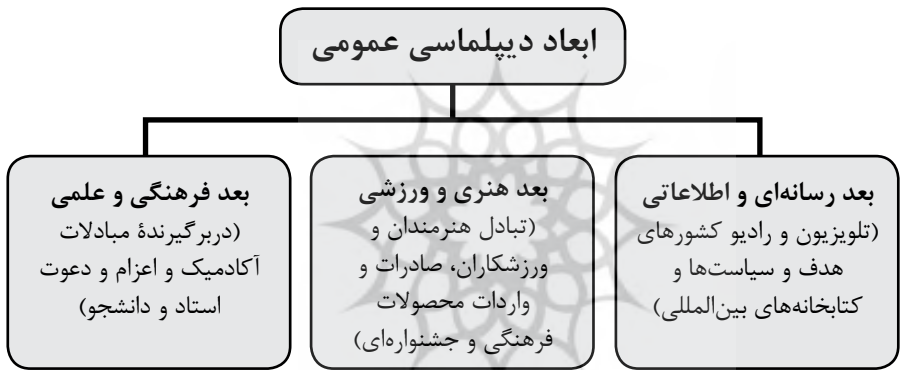 ابعاد دیپلماسی عمومی
بعد رسانه‌ای و اطلاعاتی
(تلویزیون و رادیو کشورهای
هدف و سیاست‌ها و
کتابخانه‌های بین‌المللی)
بعد هنری و ورزشی
(تبادل هنرمندان و
ورزشکاران، صادرات و
واردات محصولات
فرهنگی و جشنواره‌ای)
بعد فرهنگی و علمی
(دربرگیرندهٔ مبادلات
آکادمیک و اعزام و دعوت
استاد و دانشجو)